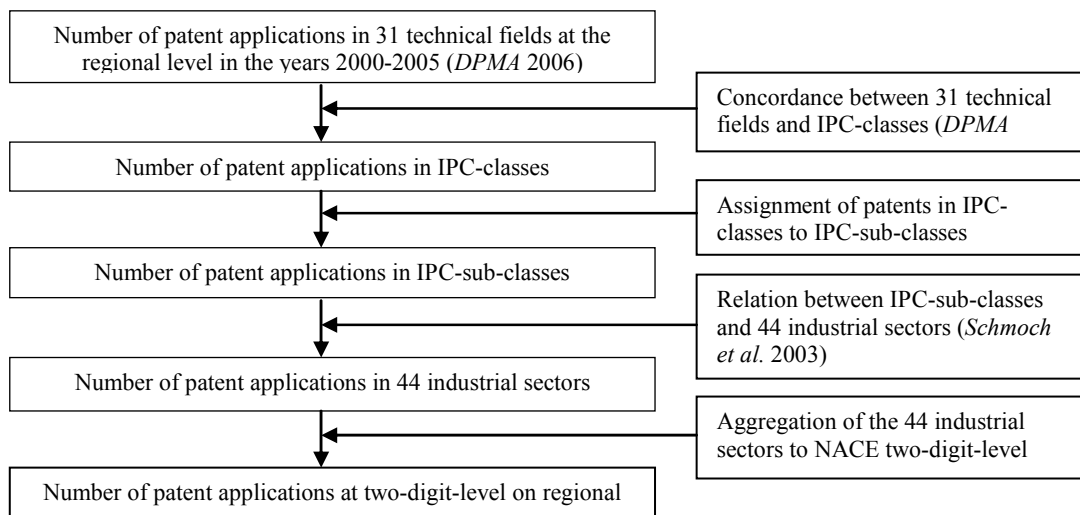 Number of patent applications in 31 technical fields at the
regional level in the years 2000-2005 (DPMA 2006)
Concordance between 31 technical
fields and IPC-classes (DPMA
Number of patent applications in IPC-classes
Assignment of patents in IPC-
classes to IPC-sub-classes
Number of patent applications in IPC-sub-classes
Relation between IPC-sub-classes
and 44 industrial sectors (Schmoch
et al. 2003)
Number of patent applications in 44 industrial sectors
Aggregation of the 44 industrial
sectors to NACE two-digit-level
Number of patent applications at two-digit-level on regional